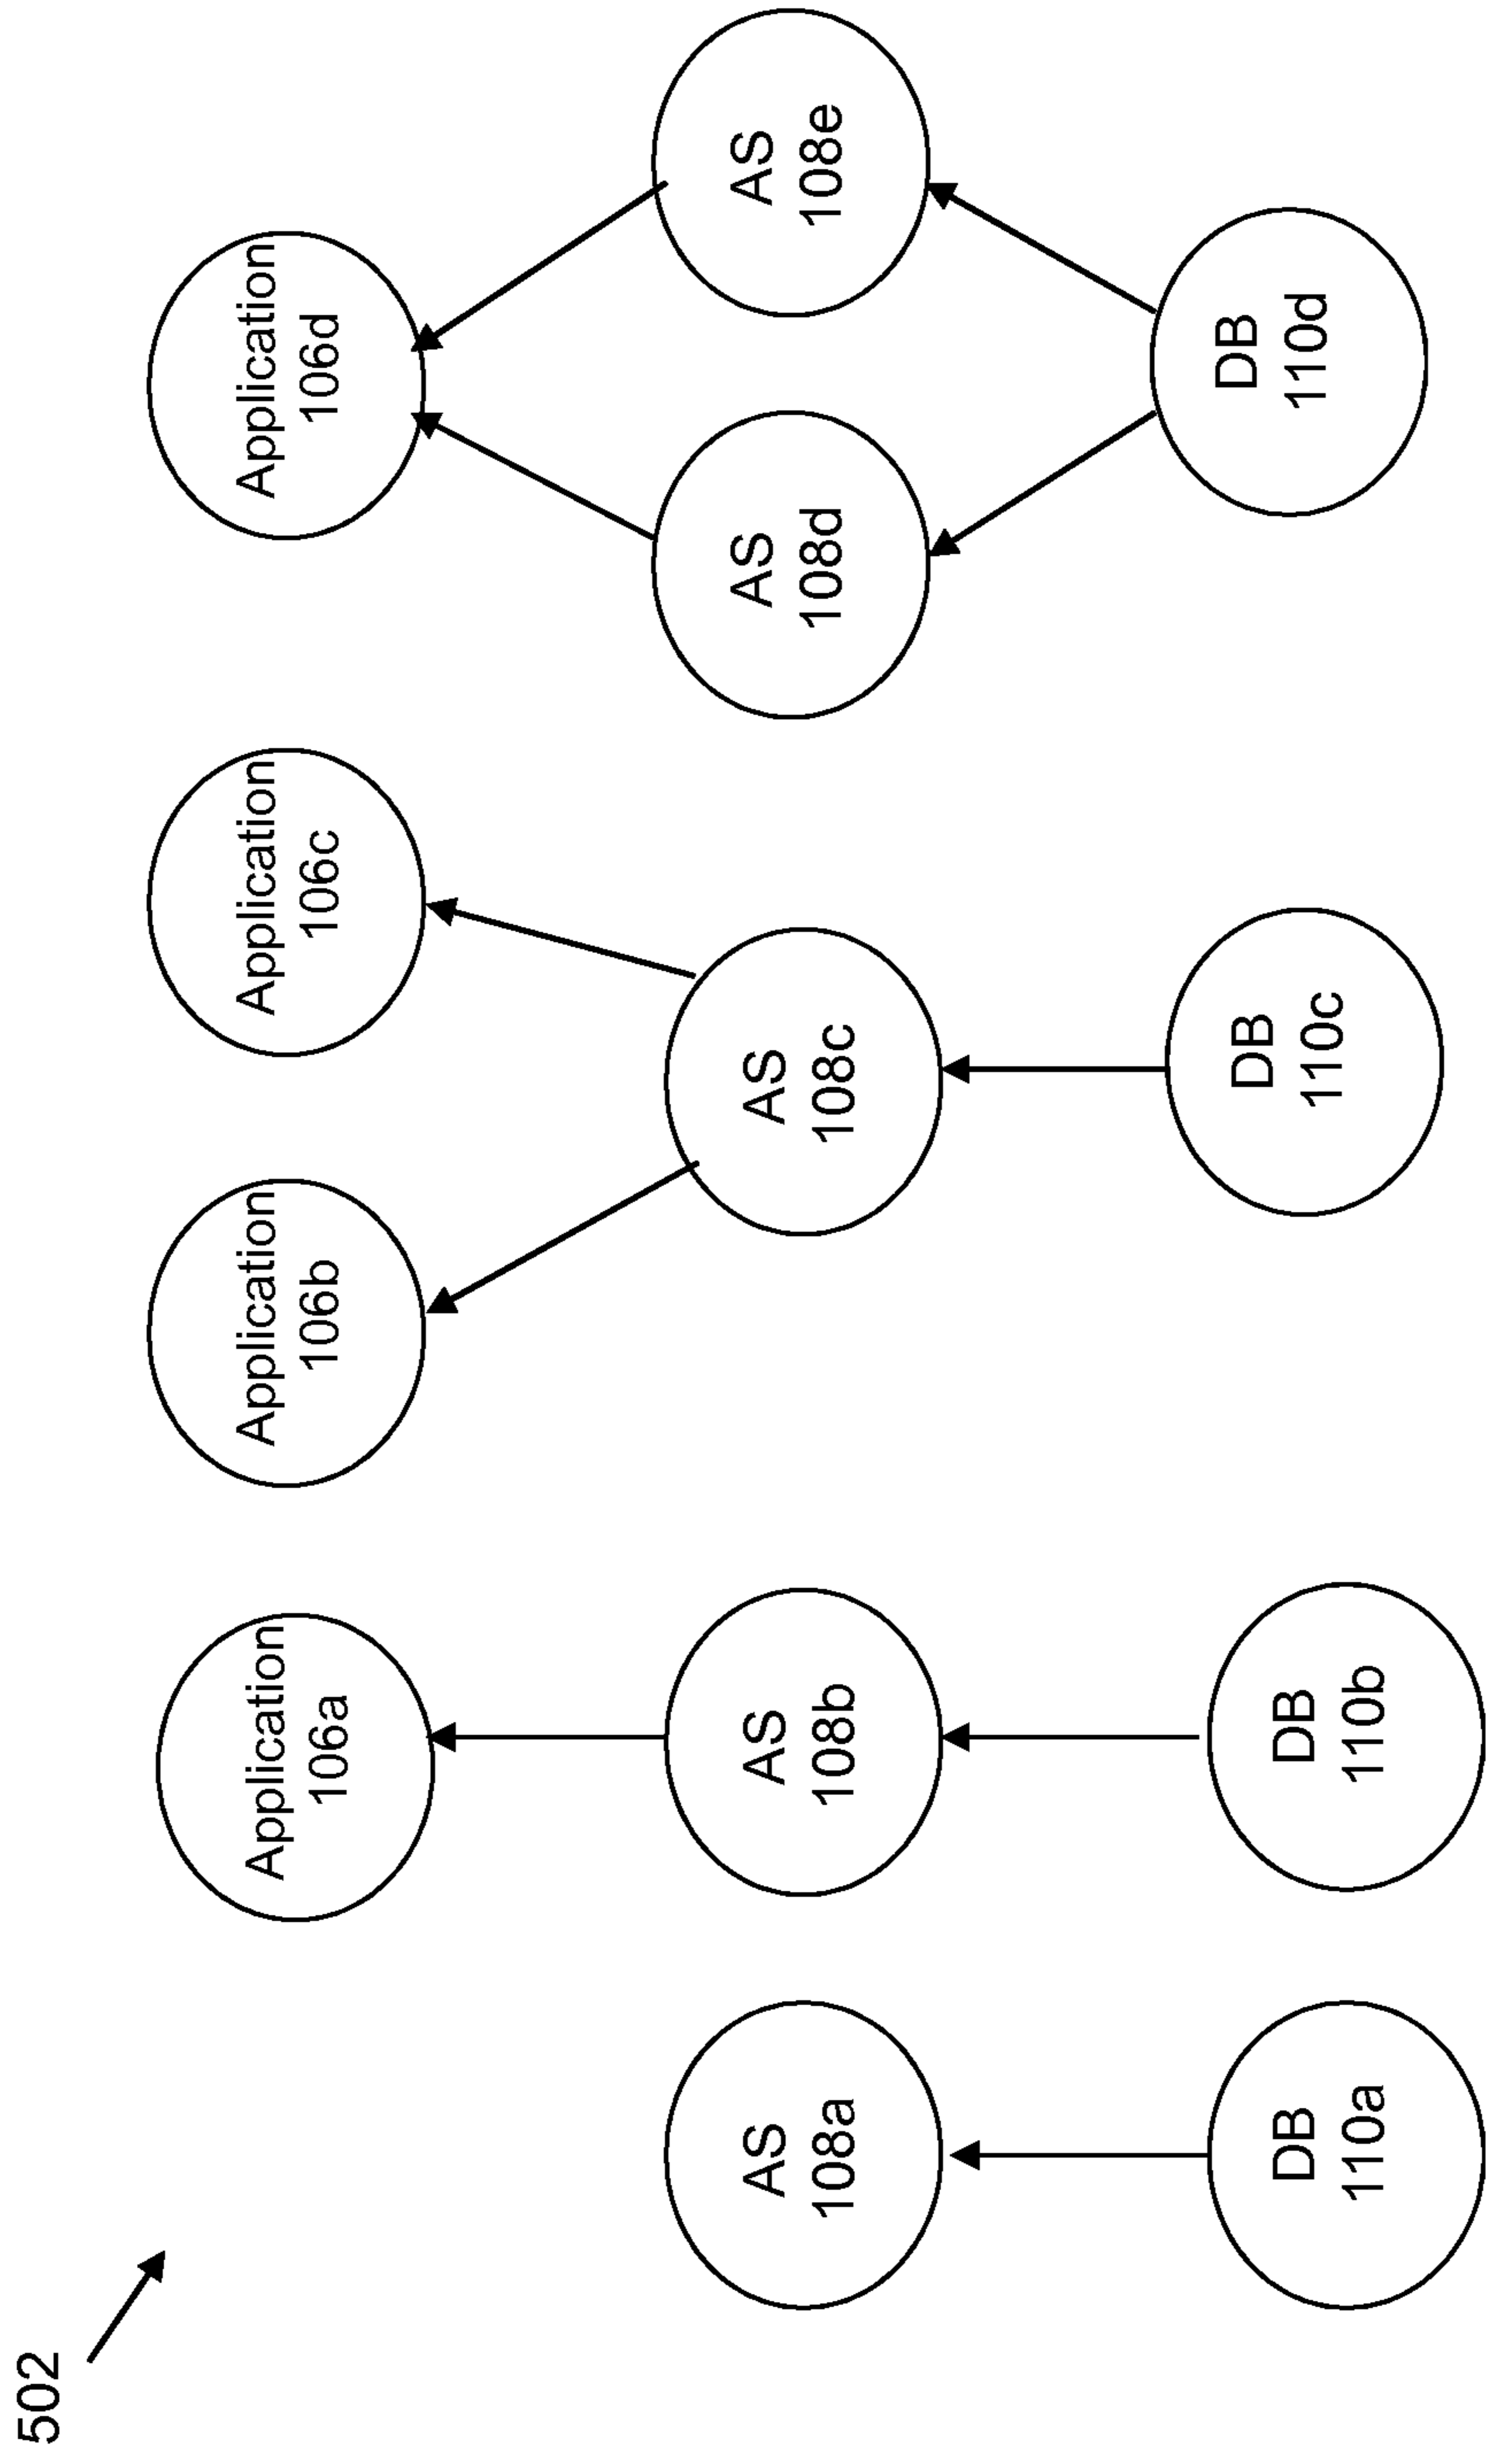 502
Application
106a
Application
106b
Application
106c
Application
106d
AS
108a
AS
108b
AS
108c
AS
108d
AS
108e
DB
110a
DB
110b
DB
110c
DB
110d